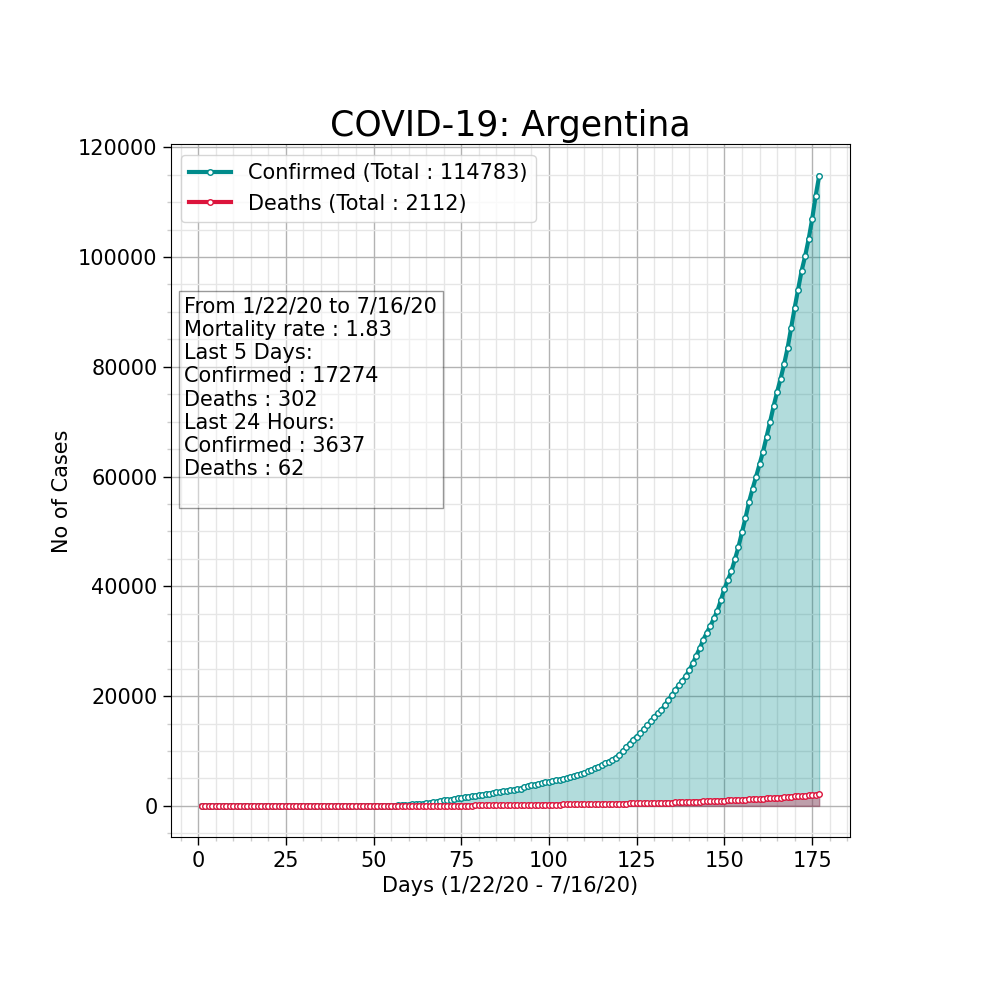 COVID-19: Argentina
120000
100000
80000
60000
40000
20000
0
No of Cases
Confirmed (Total : 114783)
Deaths (Total : 2112)
From 1/22/20 to 7/16/20
Mortality rate : 1.83
Last 5 Days:
Confirmed : 17274
Deaths : 302
Last 24 Hours:
Confirmed : 3637
Deaths : 62
0 25 50 75 100 125 150 175
Days (1/22/20 - 7/16/20)